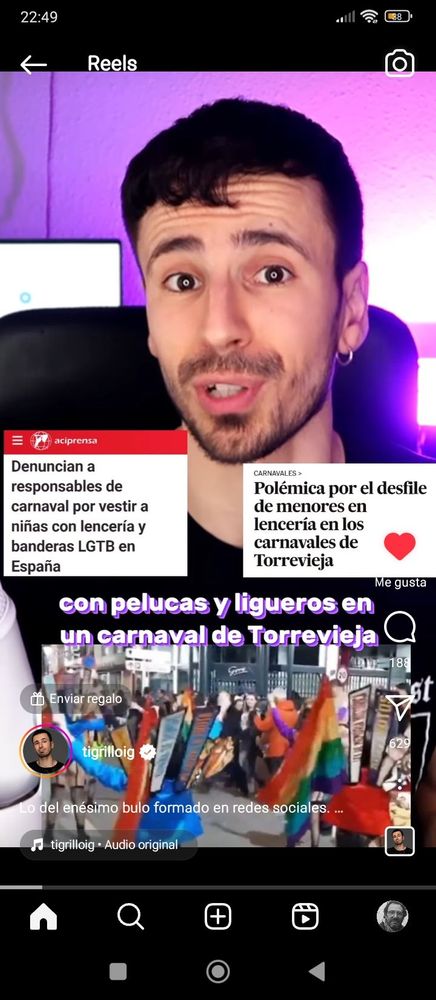 22:49
88
Reels
aciprensa
Denuncian a
responsables de
carnaval por vestir a
niñas con lencería y
banderas LGTB en
España
CARNAVALES >
Polémica por el desfile
de menores en
lencería en los
carnavales de
Torrevieja
Me gusta
con pelucas y ligueros en
un carnaval de Torrevieja
188
Enviar regalo
629
tigrilloig
Lo del enésimo bulo formado en redes sociales. ...
tigrilloig • Audio original